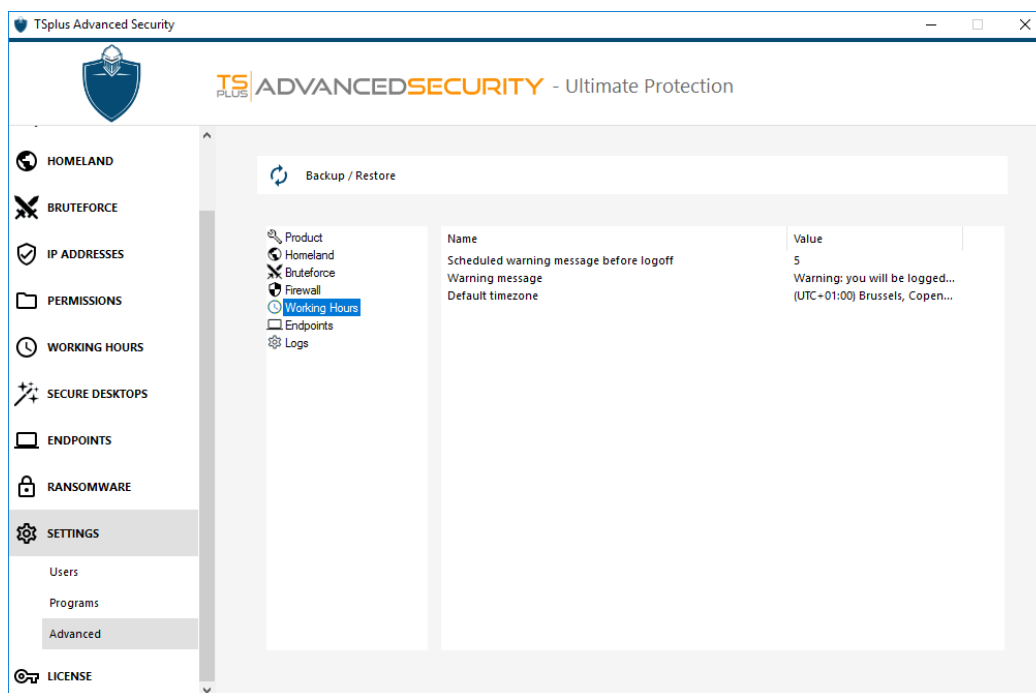 TSplus Advanced Security
TS PLUS ADVANCEDSECURITY - Ultimate Protection
HOMELAND
BRUTEFORCE
IP ADDRESSES
PERMISSIONS
WORKING HOURS
SECURE DESKTOPS
ENDPOINTS
RANSOMWARE
SETTINGS
Users
Programs
Advanced
LICENSE
Backup / Restore
Product
Homeland
Bruteforce
Firewall
Working Hours
Endpoints
Logs
Name Value
Scheduled warning message before logoff 5
Warning message Warning: you will be logged...
Default timezone (UTC+01:00) Brussels, Copen...